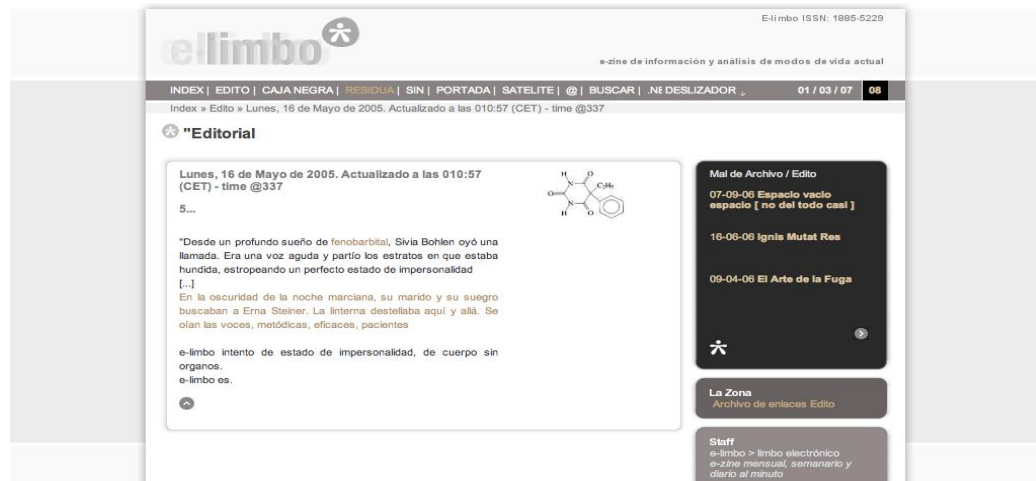 E-limbo ISSN: 1885-5229
e-limbo
e-zine de información y análisis de modos de vida actual
INDEX | EDITO | CAJA NEGRA | RESIDUA | SIN | PORTADA | SATELITE | @ | BUSCAR | .NE DESLIZADOR 01 / 03 / 07 08
Index » Edito » Lunes, 16 de Mayo de 2005. Actualizado a las 010:57 (CET) - time @337
"Editorial
Lunes, 16 de Mayo de 2005. Actualizado a las 010:57
(CET) - time @337
5...
"Desde un profundo sueño de fenobarbital, Sivia Bohlen oyó una
llamada. Era una voz aguda y partío los estratos en que estaba
hundida, estropeando un perfecto estado de impersonalidad
[...]
En la oscuridad de la noche marciana, su marido y su suegro
buscaban a Erna Steiner. La linterna destellaba aquí y allá. Se
oían las voces, metódicas, eficaces, pacientes
e-limbo intento de estado de impersonalidad, de cuerpo sin
organos.
e-limbo es.
H O
N C₂H₅
O
N
H O
Mal de Archivo / Edito
07-09-06 Espacio vacio
espacio [ no del todo casi ]
16-06-06 Ignis Mutat Res
09-04-06 El Arte de la Fuga
La Zona
Archivo de enlaces Edito
Staff
e-limbo > limbo electrónico
e-zine mensual, semanario y
diario al minuto